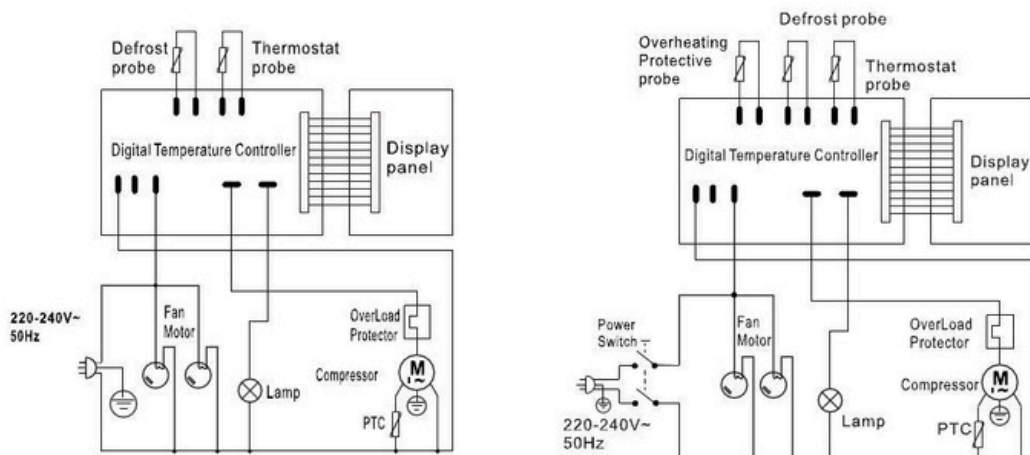 Defrost
probe
Thermostat
probe
Digital Temperature Controller
Display
panel
220-240V~
50Hz
Fan
Motor
OverLoad
Protector
Compressor
M
~
Lamp
PTC
Defrost probe
Overheating
Protective
probe
Thermostat
probe
Digital Temperature Controller
Display
panel
Power
Switch
Fan
Motor
OverLoad
Protector
Compressor
M
~
Lamp
PTC
220-240V~
50Hz